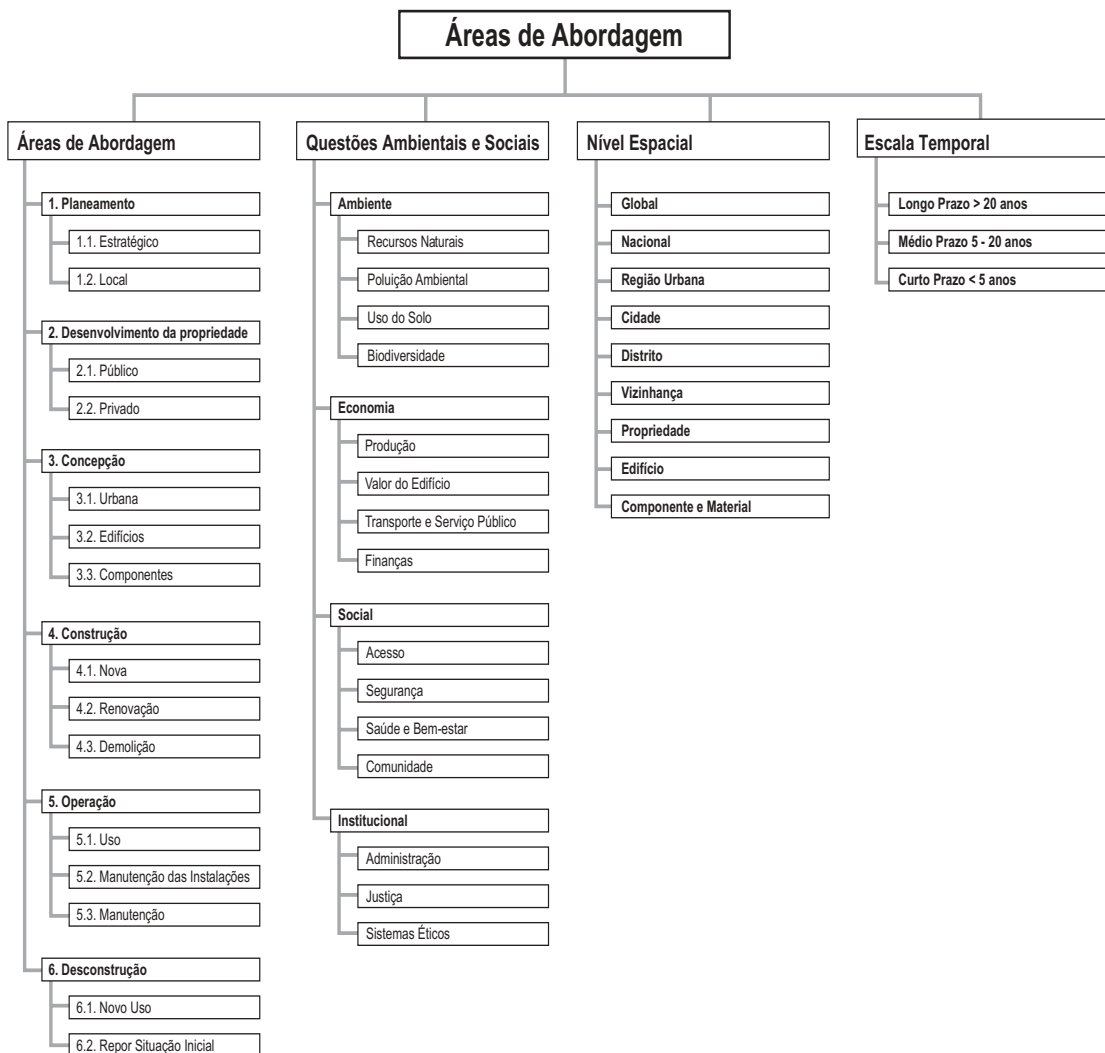 Áreas de Abordagem
Áreas de Abordagem
1. Planeamento
1.1. Estratégico
1.2. Local
2. Desenvolvimento da propriedade
2.1. Público
2.2. Privado
3. Concepção
3.1. Urbana
3.2. Edifícios
3.3. Componentes
4. Construção
4.1. Nova
4.2. Renovação
4.3. Demolição
5. Operação
5.1. Uso
5.2. Manutenção das Instalações
5.3. Manutenção
6. Desconstrução
6.1. Novo Uso
6.2. Repor Situação Inicial
Questões Ambientais e Sociais
Ambiente
Recursos Naturais
Poluição Ambiental
Uso do Solo
Biodiversidade
Economia
Produção
Valor do Edifício
Transporte e Serviço Público
Finanças
Social
Acesso
Segurança
Saúde e Bem-estar
Comunidade
Institucional
Administração
Justiça
Sistemas Éticos
Nível Espacial
Global
Nacional
Região Urbana
Cidade
Distrito
Vizinhança
Propriedade
Edifício
Componente e Material
Escala Temporal
Longo Prazo > 20 anos
Médio Prazo 5 - 20 anos
Curto Prazo < 5 anos